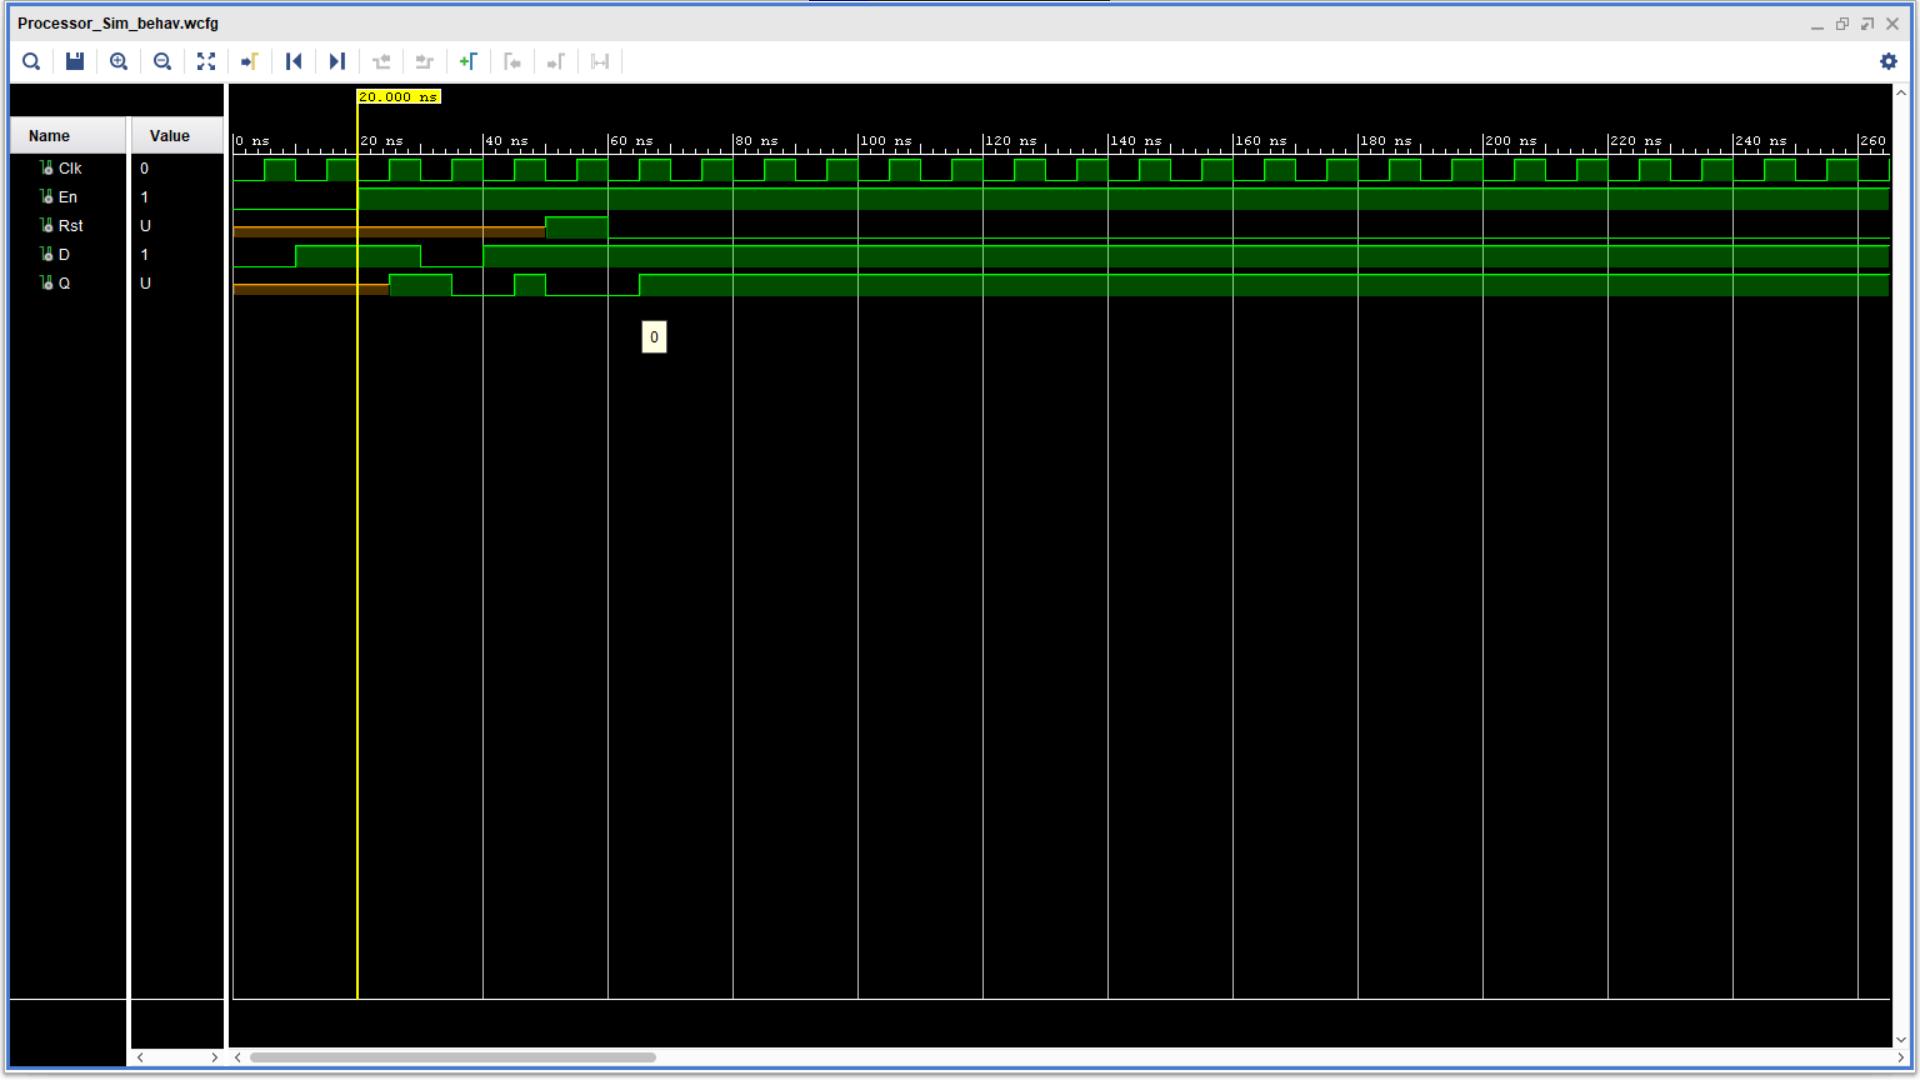 Processor_Sim_behav.wcfg
20.000 ns
Name Value
0 ns 20 ns 40 ns 60 ns 80 ns 100 ns 120 ns 140 ns 160 ns 180 ns 200 ns 220 ns 240 ns 260
Clk 0
En 1
Rst U
D 1
Q U
0